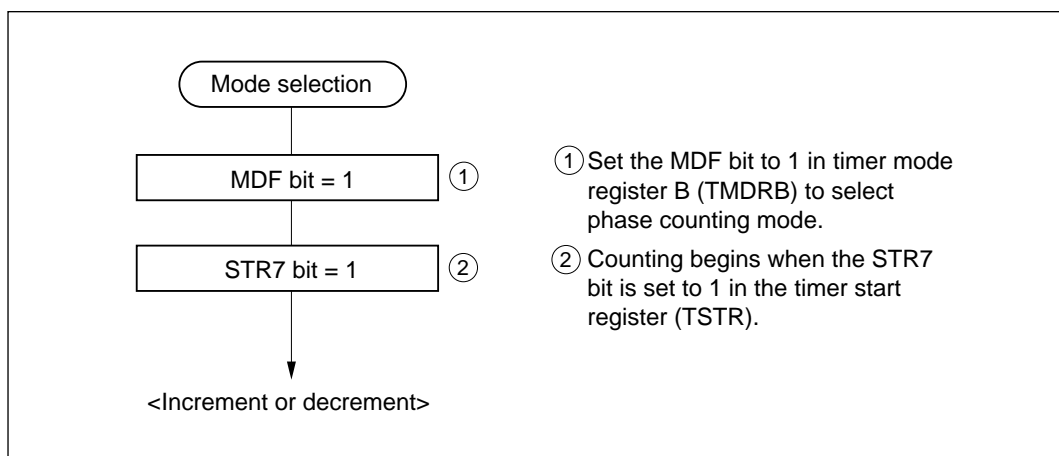 Mode selection
MDF bit = 1
1
STR7 bit = 1
2
<Increment or decrement>
1 Set the MDF bit to 1 in timer mode
register B (TMDRB) to select
phase counting mode.
2 Counting begins when the STR7
bit is set to 1 in the timer start
register (TSTR).